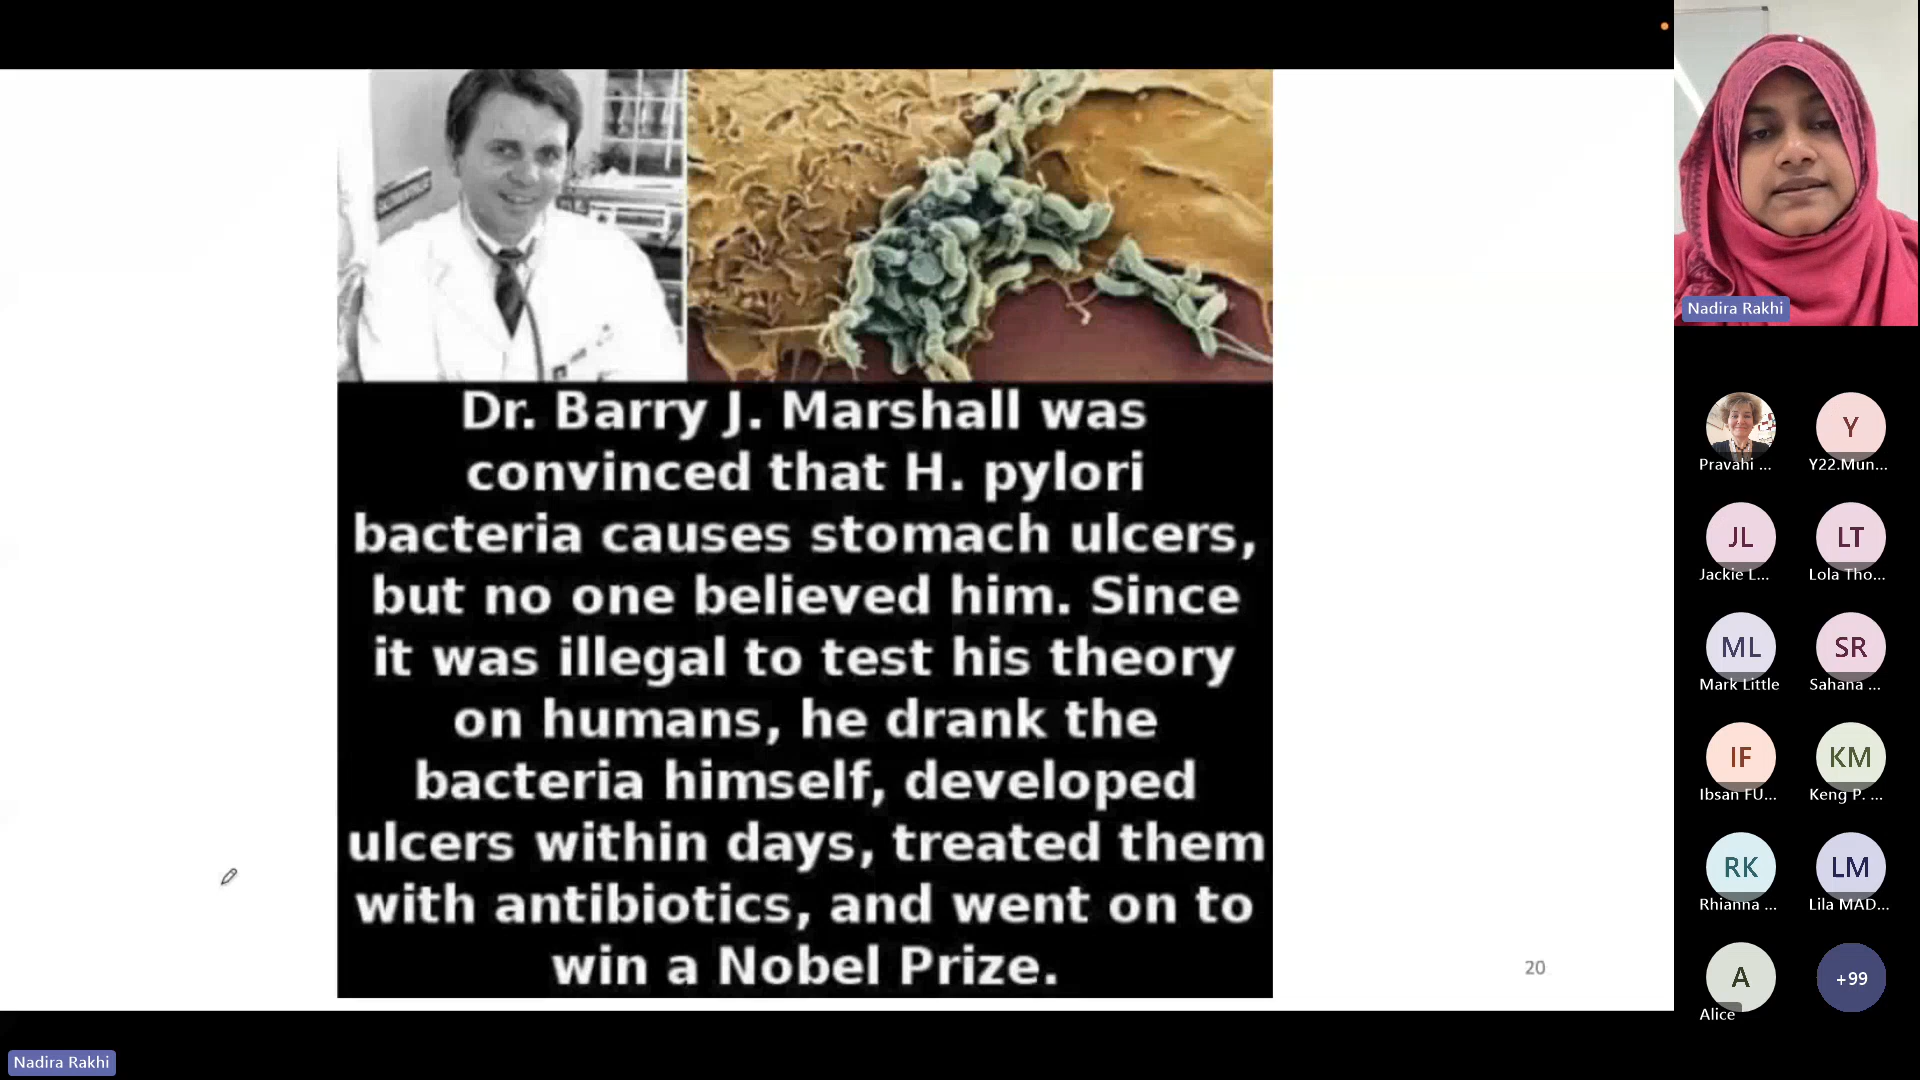 Dr. Barry J. Marshall was
convinced that H. pylori
bacteria causes stomach ulcers,
but no one believed him. Since
it was illegal to test his theory
on humans, he drank the
bacteria himself, developed
ulcers within days, treated them
with antibiotics, and went on to
win a Nobel Prize.
20
Nadira Rakhi
Pravahi ...
Y
Y22.Mun...
JL
Jackie L...
LT
Lola Tho...
ML
Mark Little
SR
Sahana ...
IF
Ibsan FU...
KM
Keng P. ...
RK
Rhianna ...
LM
Lila MAD...
A
Alice
+99
Nadira Rakhi